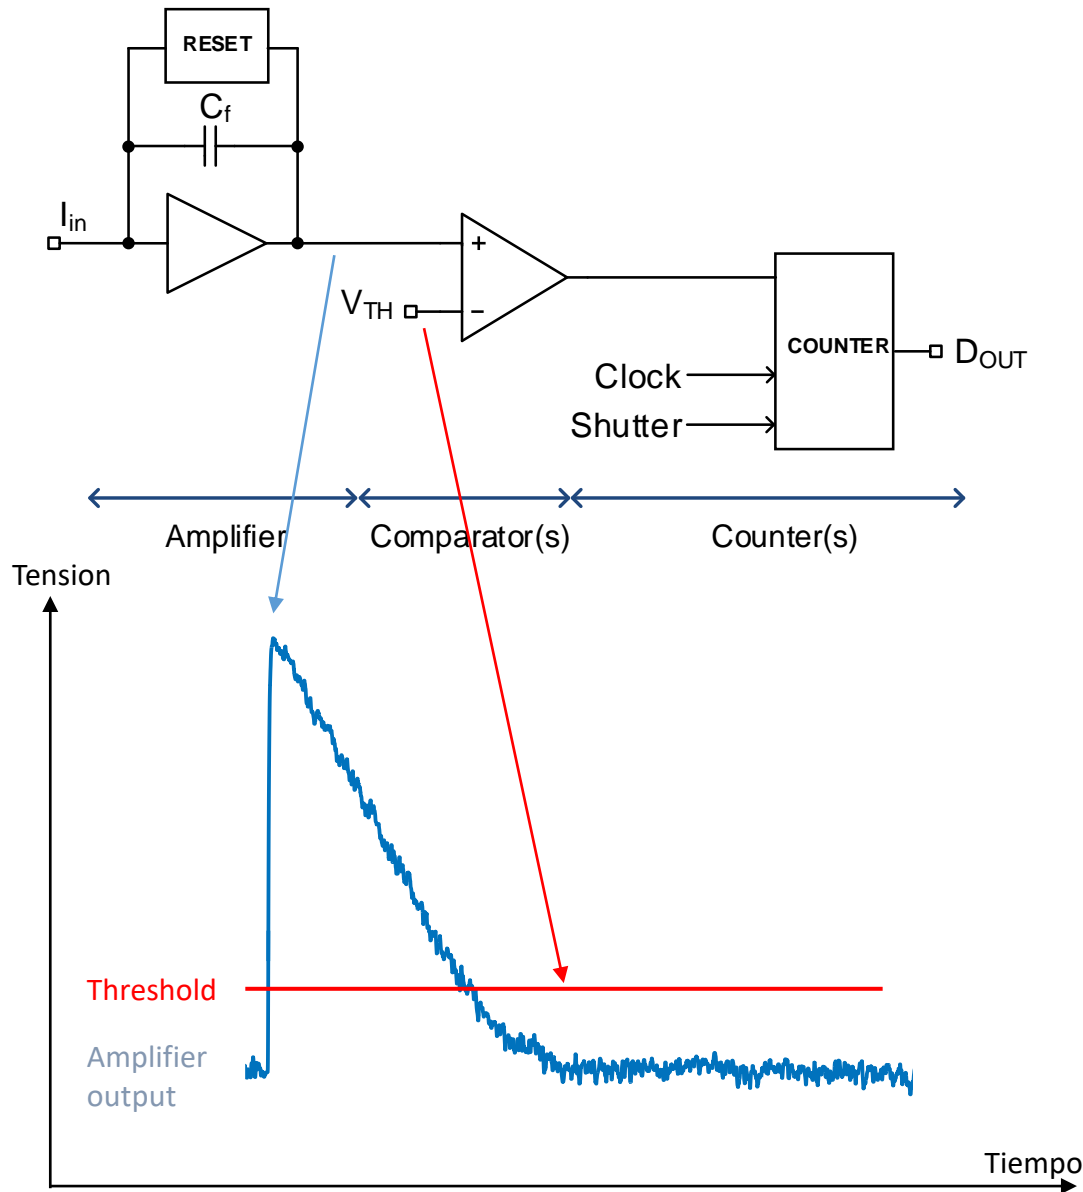 RESET
Cf
Iin
+
VTH
−
COUNTER
DOUT
Clock
Shutter
Amplifier
Comparator(s)
Counter(s)
Tension
Threshold
Amplifier
output
Tiempo